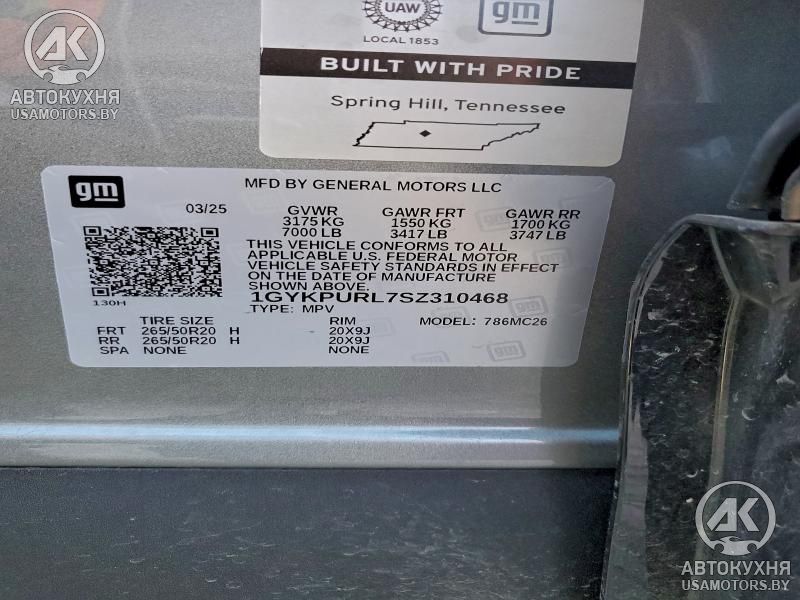 UAW
gm
LOCAL 1853
BUILT WITH PRIDE
Spring Hill, Tennessee
АК
АВТОКУХНЯ
USAMOTORS.BY
gm
MFD BY GENERAL MOTORS LLC
03/25 GVWR GAWR FRT GAWR RR
3175 KG 1550 KG 1700 KG
7000 LB 3417 LB 3747 LB
THIS VEHICLE CONFORMS TO ALL
APPLICABLE U.S. FEDERAL MOTOR
VEHICLE SAFETY STANDARDS IN EFFECT
ON THE DATE OF MANUFACTURE
SHOWN ABOVE.
130H
1GYKPURL7SZ310468
TYPE: MPV
TIRE SIZE RIM MODEL: 786MC26
FRT 265/50R20 H 20X9J
RR 265/50R20 H 20X9J
SPA NONE NONE
gm
АК
АВТОКУХНЯ
USAMOTORS.BY